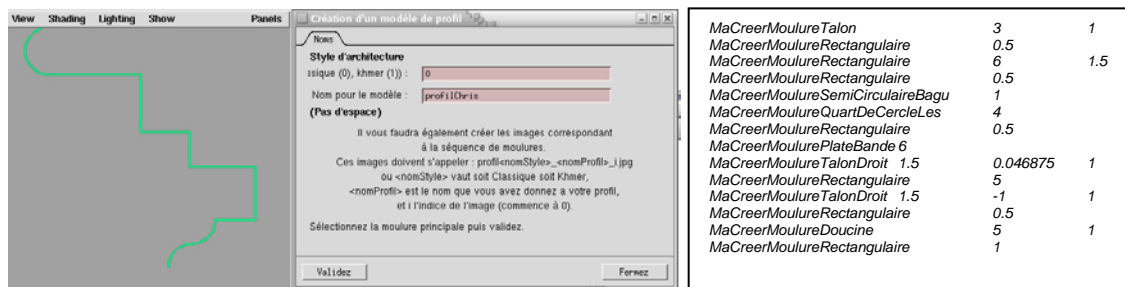 View Shading Lighting Show Panels
Création d'un modèle de profil
Noms
Style d'architecture
ssique (0), khmer (1)) : 0
Nom pour le modèle : profilChris
(Pas d'espace)
Il vous faudra également créer les images correspondant
à la séquence de moulures.
Ces images doivent s'appeler : profil<nomStyle>_<nomProfil>_i.jpg
ou <nomStyle> vaut soit Classique soit Khmer,
<nomProfil> est le nom que vous avez donnez a votre profil,
et i l'indice de l'image (commence à 0).
Sélectionnez la moulure principale puis validez.
Validez Fermez
MaCreerMoulureTalon 3 1
MaCreerMoulureRectangulaire 0.5
MaCreerMoulureRectangulaire 6 1.5
MaCreerMoulureRectangulaire 0.5
MaCreerMoulureSemiCirculaireBagu 1
MaCreerMoulureQuartDeCercleLes 4
MaCreerMoulureRectangulaire 0.5
MaCreerMoulurePlateBande 6
MaCreerMoulureTalonDroit 1.5 0.046875 1
MaCreerMoulureRectangulaire 5
MaCreerMoulureTalonDroit 1.5 -1 1
MaCreerMoulureRectangulaire 0.5
MaCreerMoulureDoucine 5 1
MaCreerMoulureRectangulaire 1